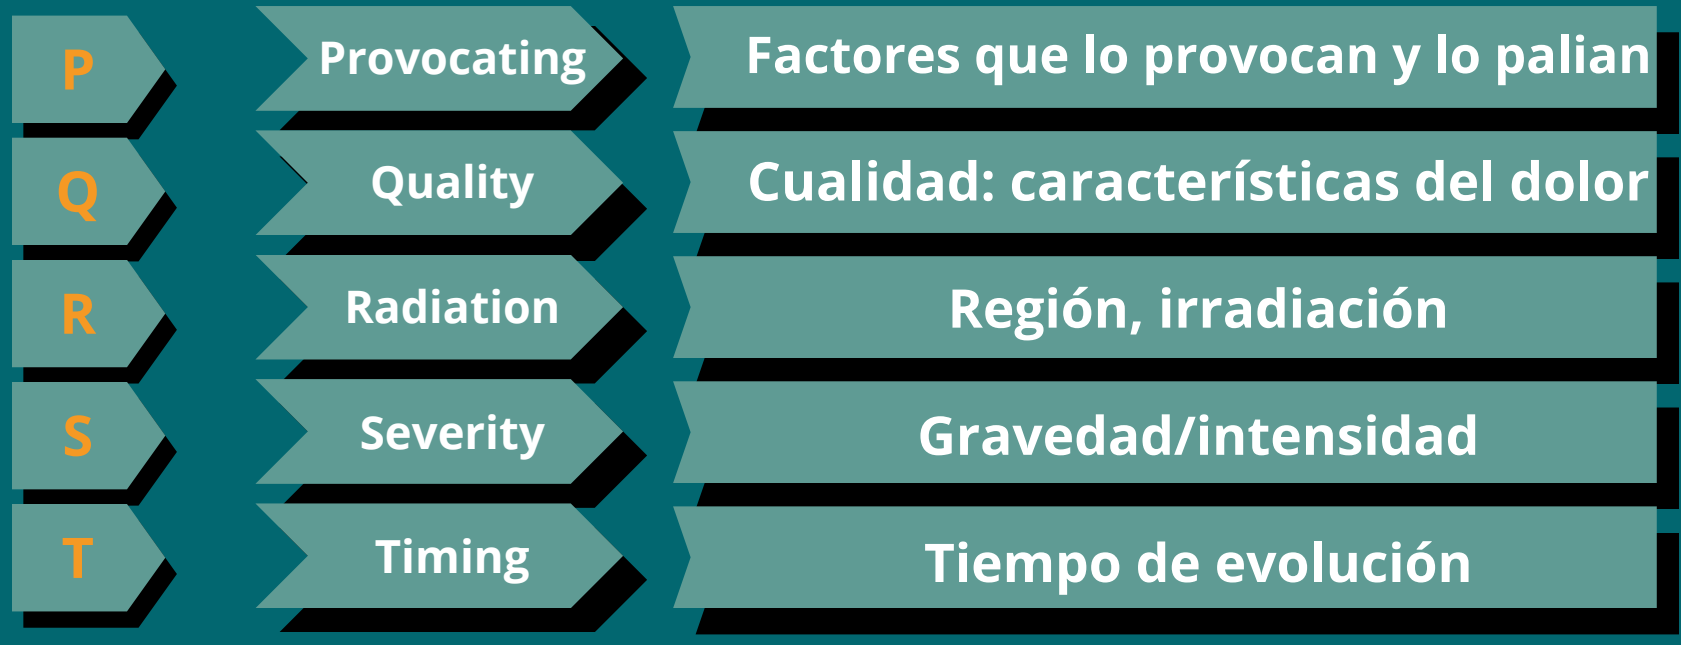 P Provocating Factores que lo provocan y lo palian
Q Quality Cualidad: características del dolor
R Radiation Región, irradiación
S Severity Gravedad/intensidad
T Timing Tiempo de evolución